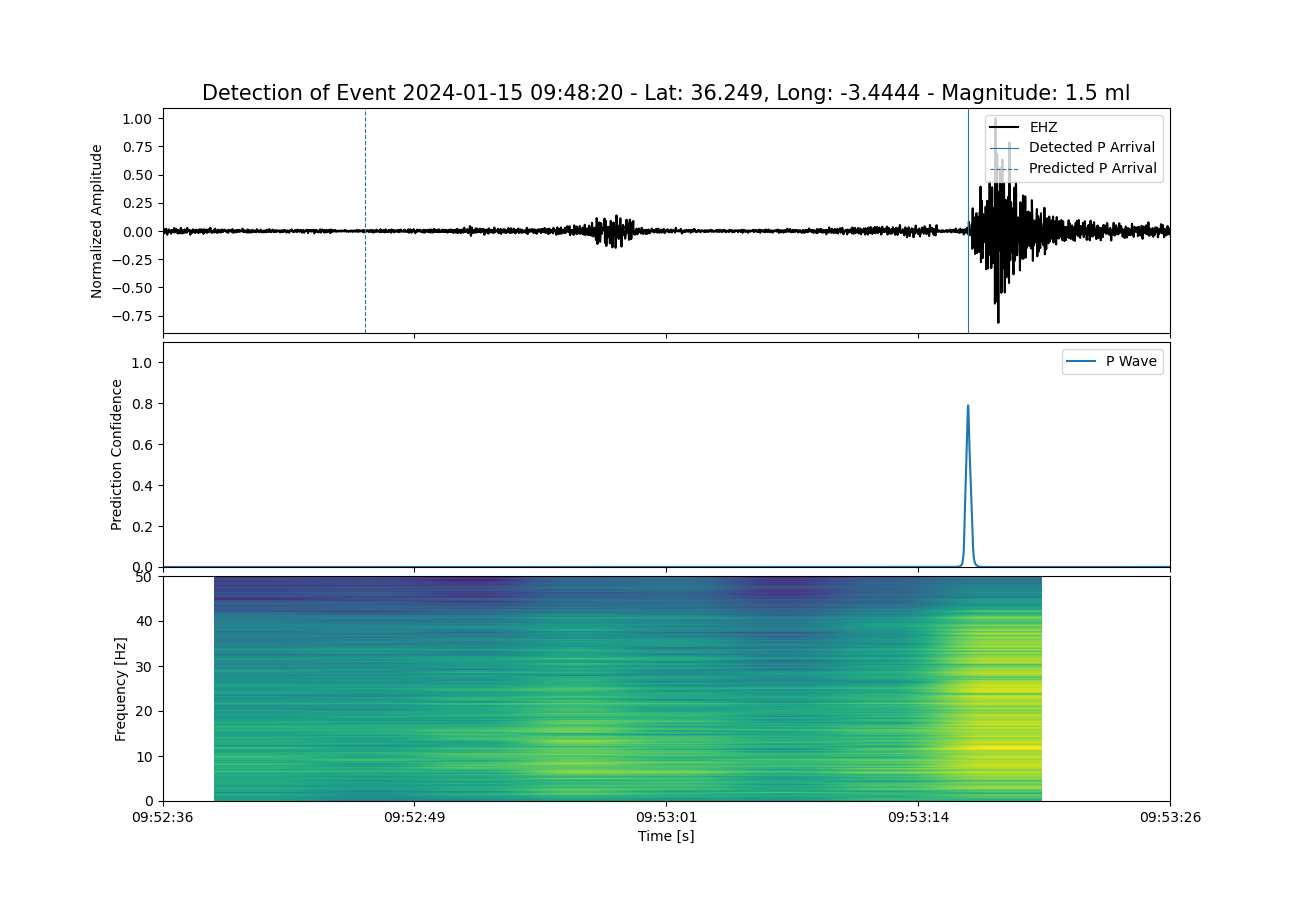 Detection of Event 2024-01-15 09:48:20 - Lat: 36.249, Long: -3.4444 - Magnitude: 1.5 ml
Normalized Amplitude
1.00
0.75
0.50
0.25
0.00
−0.25
−0.50
−0.75
EHZ
Detected P Arrival
Predicted P Arrival
Prediction Confidence
1.0
0.8
0.6
0.4
0.2
0.0
P Wave
Frequency [Hz]
50
40
30
20
10
0
09:52:36
09:52:49
09:53:01
09:53:14
09:53:26
Time [s]